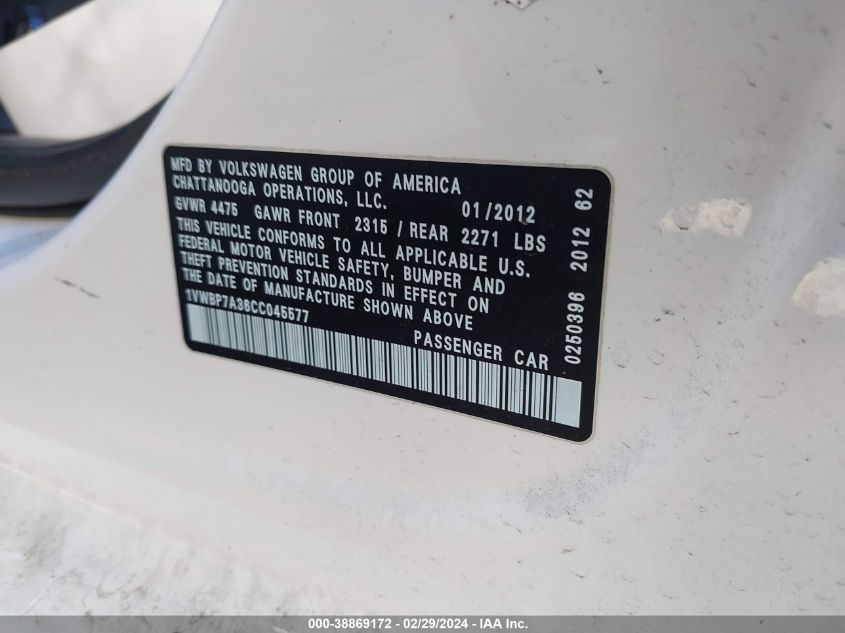 MFD BY VOLKSWAGEN GROUP OF AMERICA
CHATTANOOGA OPERATIONS, LLC. 01/2012
GVWR 4475 GAWR FRONT 2315 / REAR 2271 LBS
THIS VEHICLE CONFORMS TO ALL APPLICABLE U.S.
FEDERAL MOTOR VEHICLE SAFETY, BUMPER AND
THEFT PREVENTION STANDARDS IN EFFECT ON
THE DATE OF MANUFACTURE SHOWN ABOVE
1VWBP7A36CC045577
PASSENGER CAR
0250396 2012 62
000-38869172 - 02/29/2024 - IAA Inc.